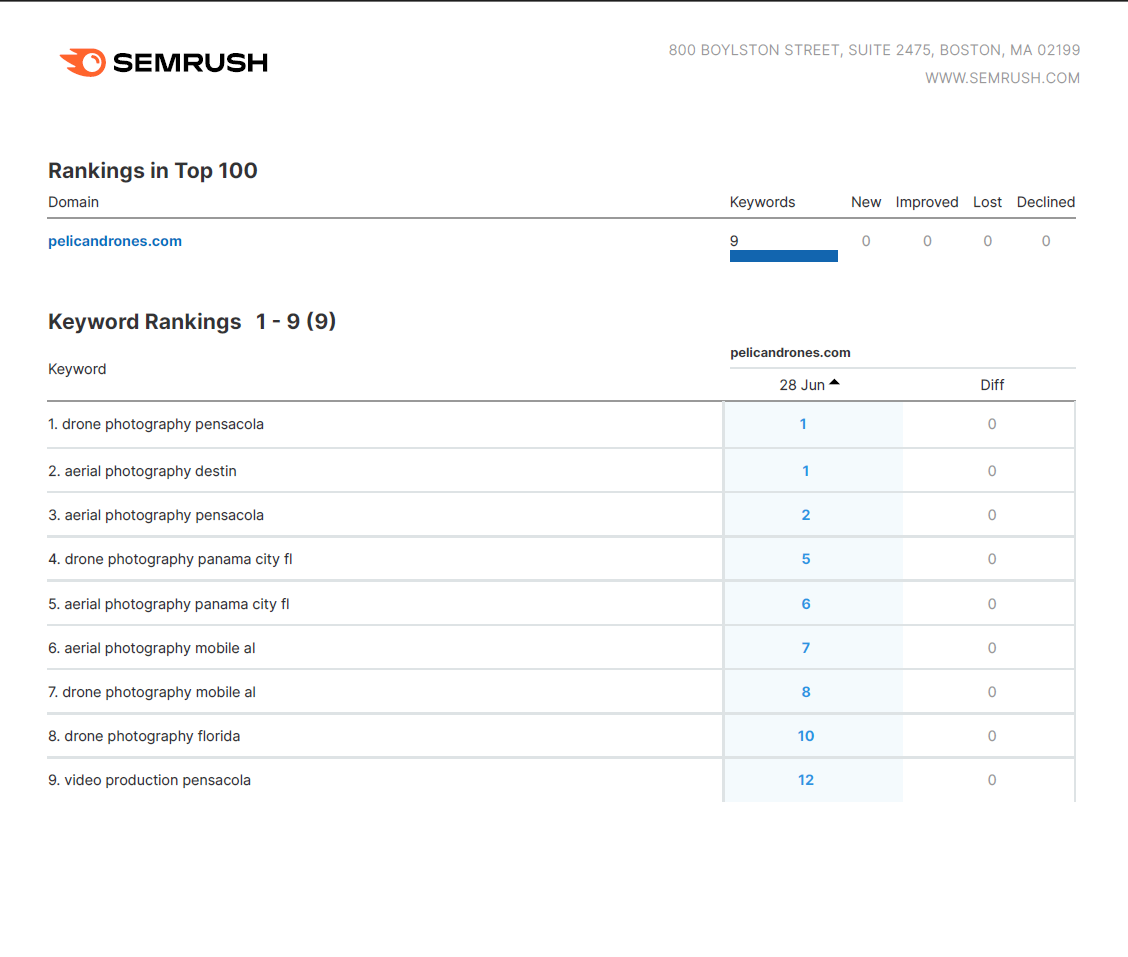 SEMRUSH
800 BOYLSTON STREET, SUITE 2475, BOSTON, MA 02199
WWW.SEMRUSH.COM
Rankings in Top 100
Domain Keywords New Improved Lost Declined
pelicandrones.com 9 0 0 0 0
Keyword Rankings 1 - 9 (9)
pelicandrones.com
Keyword
28 Jun Diff
1. drone photography pensacola 1 0
2. aerial photography destin 1 0
3. aerial photography pensacola 2 0
4. drone photography panama city fl 5 0
5. aerial photography panama city fl 6 0
6. aerial photography mobile al 7 0
7. drone photography mobile al 8 0
8. drone photography florida 10 0
9. video production pensacola 12 0